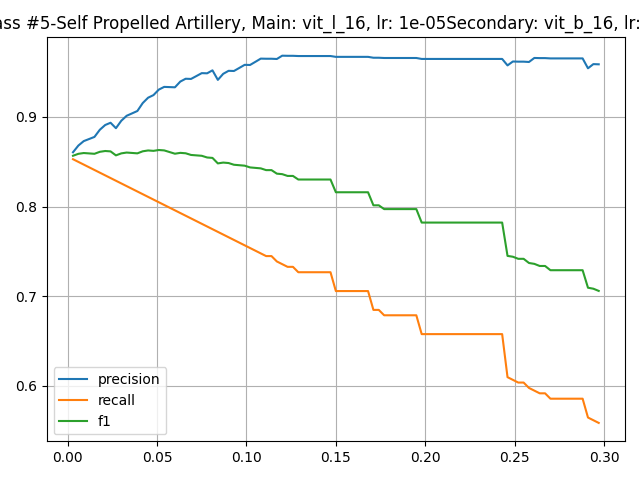 ass #5-Self Propelled Artillery, Main: vit_l_16, lr: 1e-05Secondary: vit_b_16, lr:
0.9
0.8
0.7
0.6
precision
recall
f1
0.00 0.05 0.10 0.15 0.20 0.25 0.30